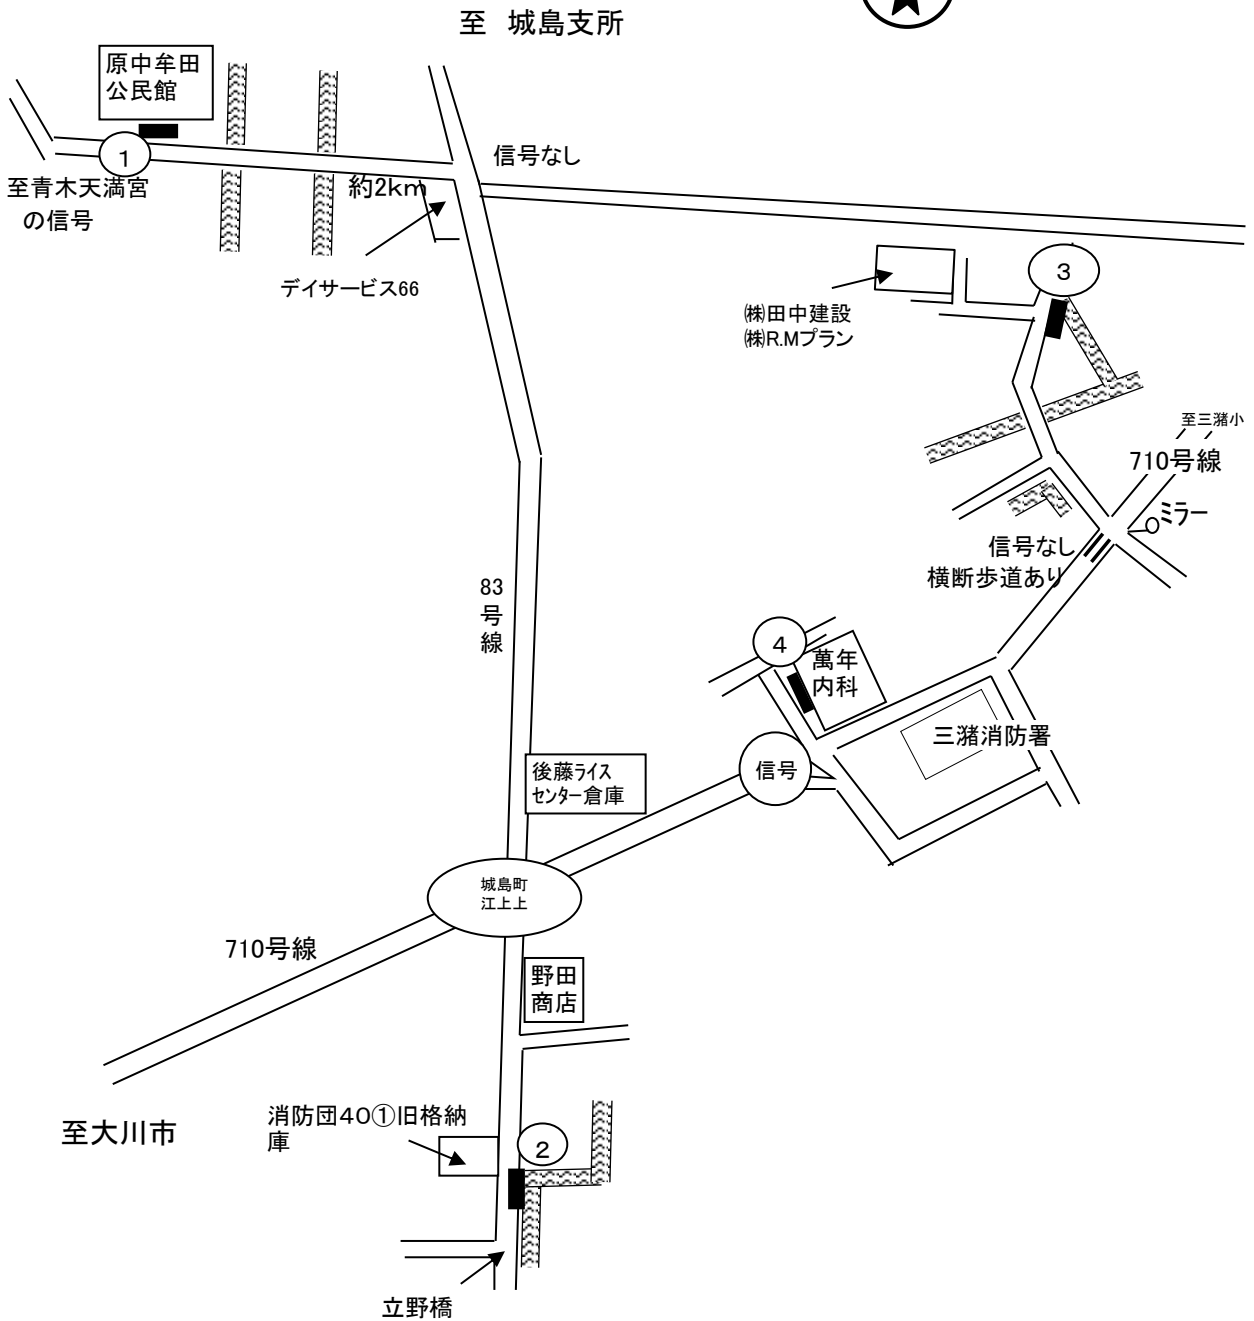 至 城島支所
原中牟田
公民館
1
信号なし
至青木天満宮
の信号
約2km
デイサービス66
3
㈱田中建設
㈱R.Mプラン
至三潴小
710号線
ミラー
信号なし
横断歩道あり
83
号
線
4
萬年
内科
三潴消防署
信号
後藤ライス
センター倉庫
城島町
江上上
710号線
野田
商店
消防団40①旧格納
庫
2
至大川市
立野橋